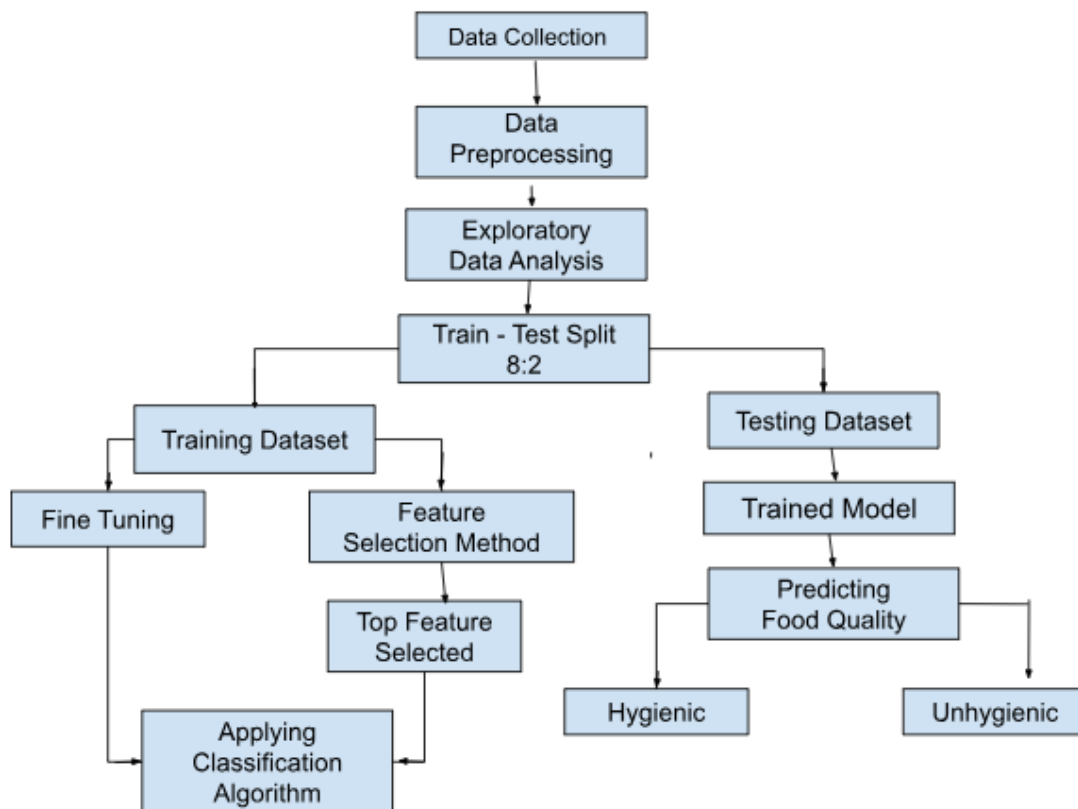 Data Collection
Data
Preprocessing
Exploratory
Data Analysis
Train - Test Split
8:2
Training Dataset
Testing Dataset
Fine Tuning
Feature
Selection Method
Trained Model
Predicting
Food Quality
Top Feature
Selected
Hygienic
Unhygienic
Applying
Classification
Algorithm